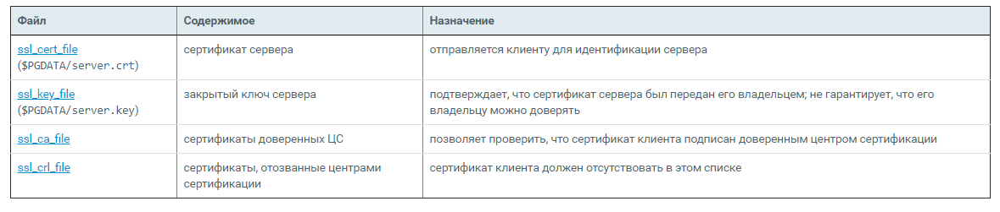 Файл Содержимое Назначение
ssl_cert_file сертификат сервера отправляется клиенту для идентификации сервера
($PGDATA/server.crt)
ssl_key_file закрытый ключ сервера подтверждает, что сертификат сервера был передан его владельцем; не гарантирует, что его
($PGDATA/server.key) владельцу можно доверять
ssl_ca_file сертификаты доверенных ЦС позволяет проверить, что сертификат клиента подписан доверенным центром сертификации
ssl_crl_file сертификаты, отозванные центрами сертификат клиента должен отсутствовать в этом списке
сертификации